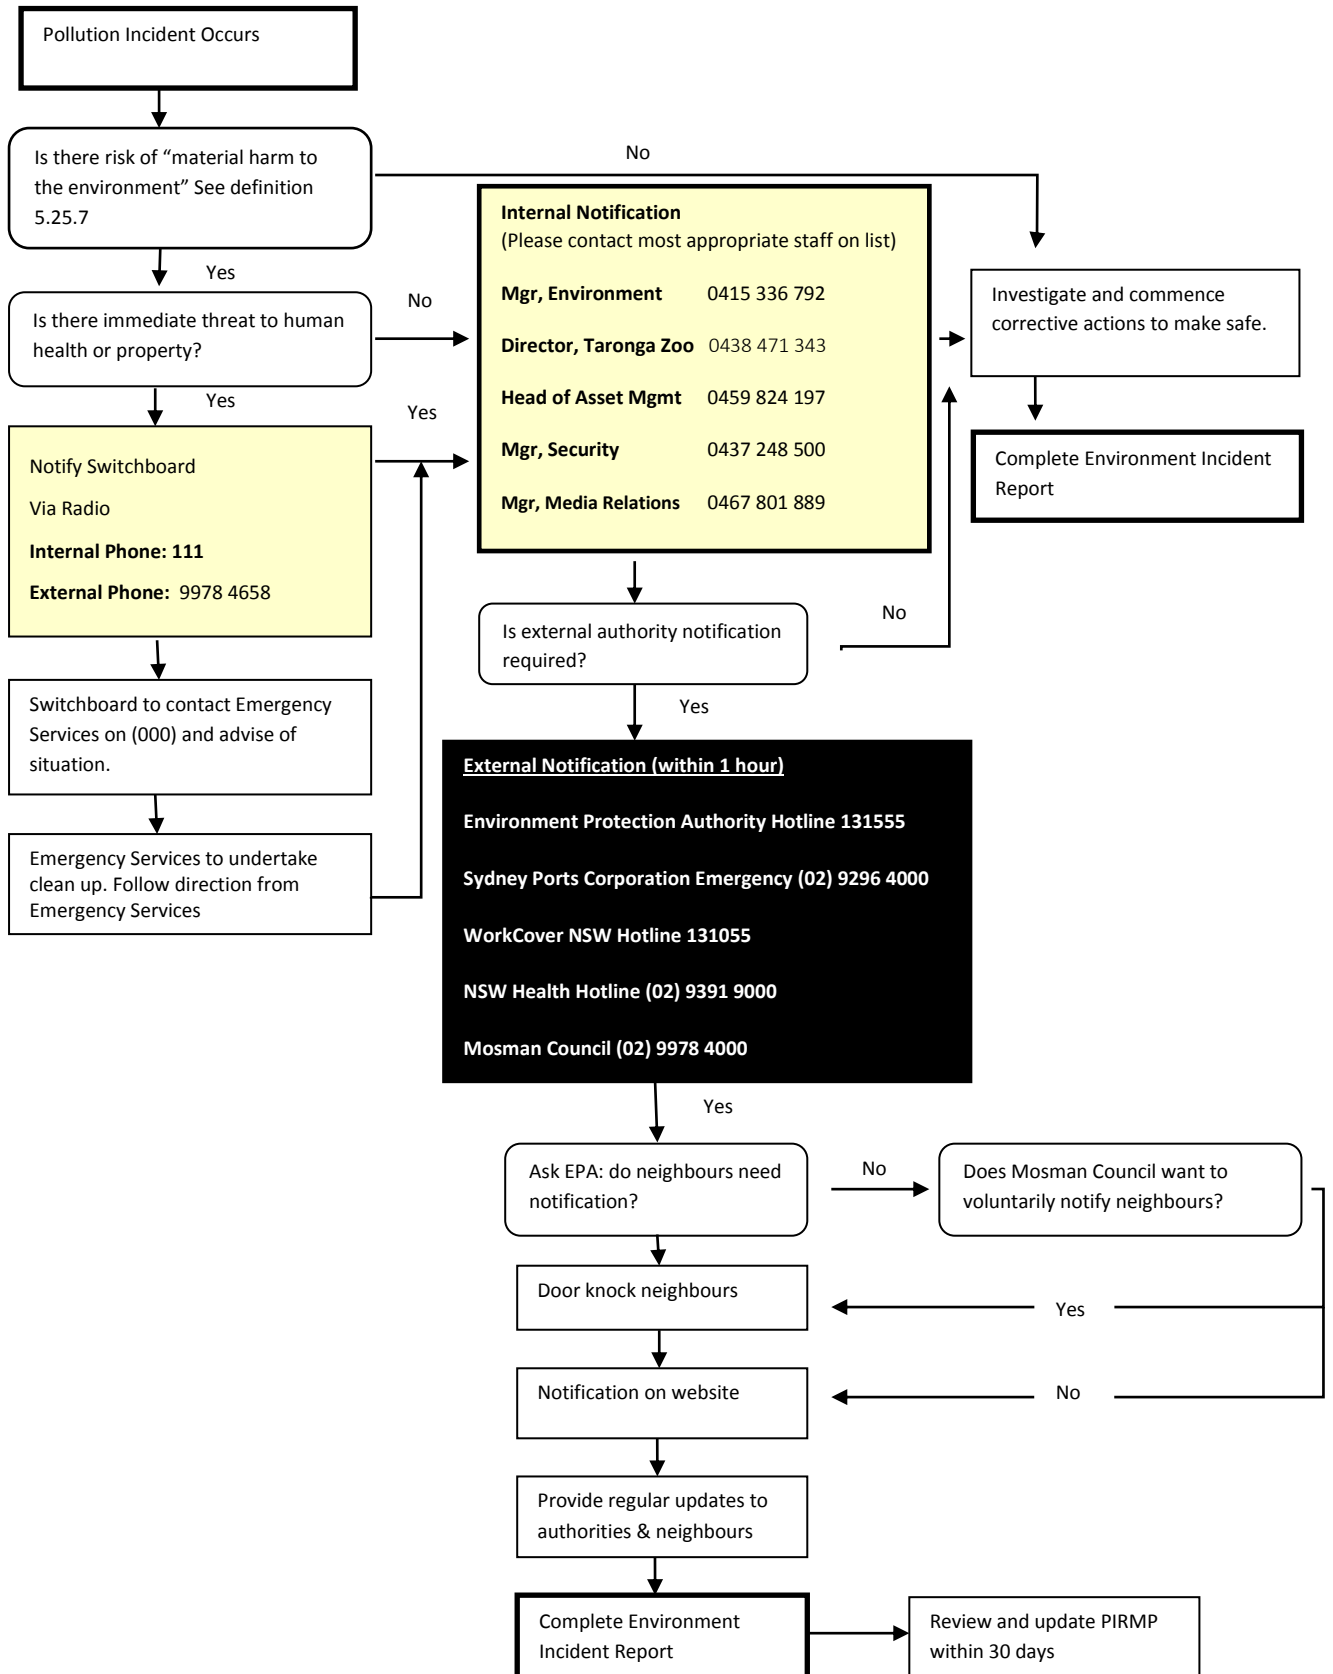 Pollution Incident Occurs
Is there risk of “material harm to
the environment” See definition
5.25.7
No
Yes
Is there immediate threat to human
health or property?
No
Yes
Notify Switchboard
Via Radio
Internal Phone: 111
External Phone: 9978 4658
Yes
Switchboard to contact Emergency
Services on (000) and advise of
situation.
Emergency Services to undertake
clean up. Follow direction from
Emergency Services
Internal Notification
(Please contact most appropriate staff on list)
Mgr, Environment 0415 336 792
Director, Taronga Zoo 0438 471 343
Head of Asset Mgmt 0459 824 197
Mgr, Security 0437 248 500
Mgr, Media Relations 0467 801 889
Investigate and commence
corrective actions to make safe.
Complete Environment Incident
Report
Is external authority notification
required?
No
Yes
External Notification (within 1 hour)
Environment Protection Authority Hotline 131555
Sydney Ports Corporation Emergency (02) 9296 4000
WorkCover NSW Hotline 131055
NSW Health Hotline (02) 9391 9000
Mosman Council (02) 9978 4000
Yes
Ask EPA: do neighbours need
notification?
No
Does Mosman Council want to
voluntarily notify neighbours?
Door knock neighbours
Yes
Notification on website
No
Provide regular updates to
authorities & neighbours
Complete Environment
Incident Report
Review and update PIRMP
within 30 days